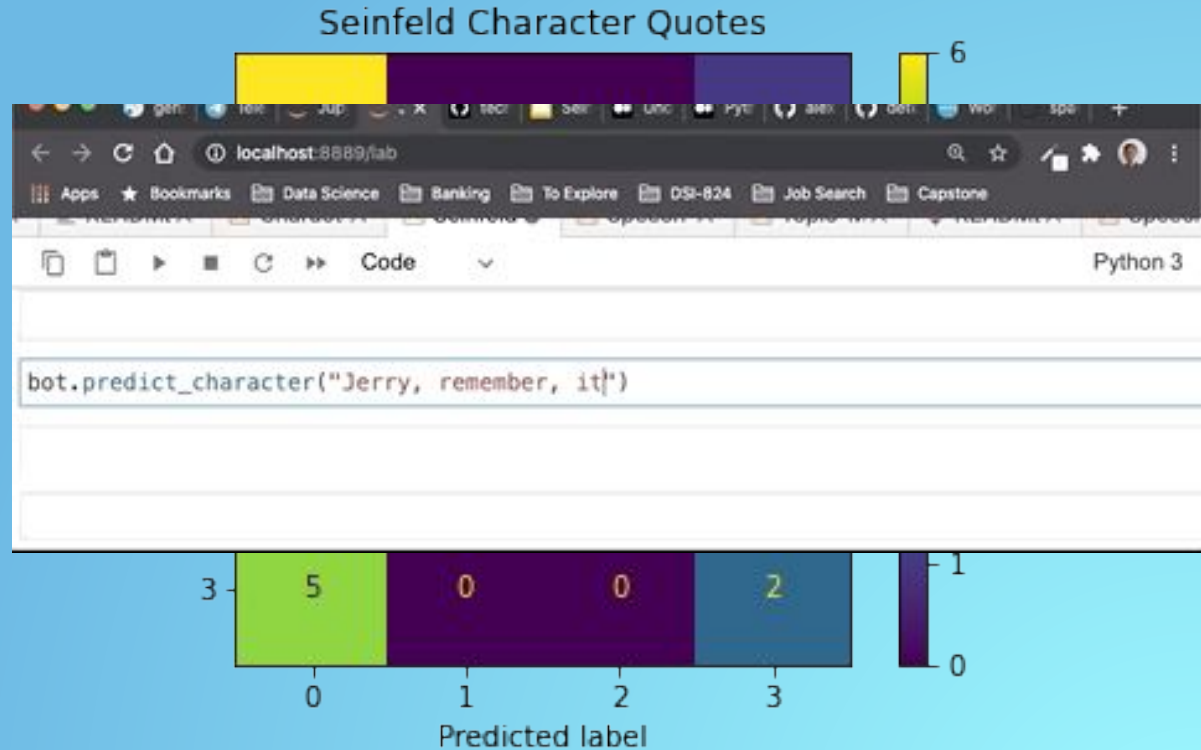 Seinfeld Character Quotes
6
localhost:8889/lab
Apps Bookmarks Data Science Banking To Explore DSI-824 Job Search Capstone
Code Python 3
bot.predict_character("Jerry, remember, it")
1
3 5 0 0 2
0
0 1 2 3
Predicted label